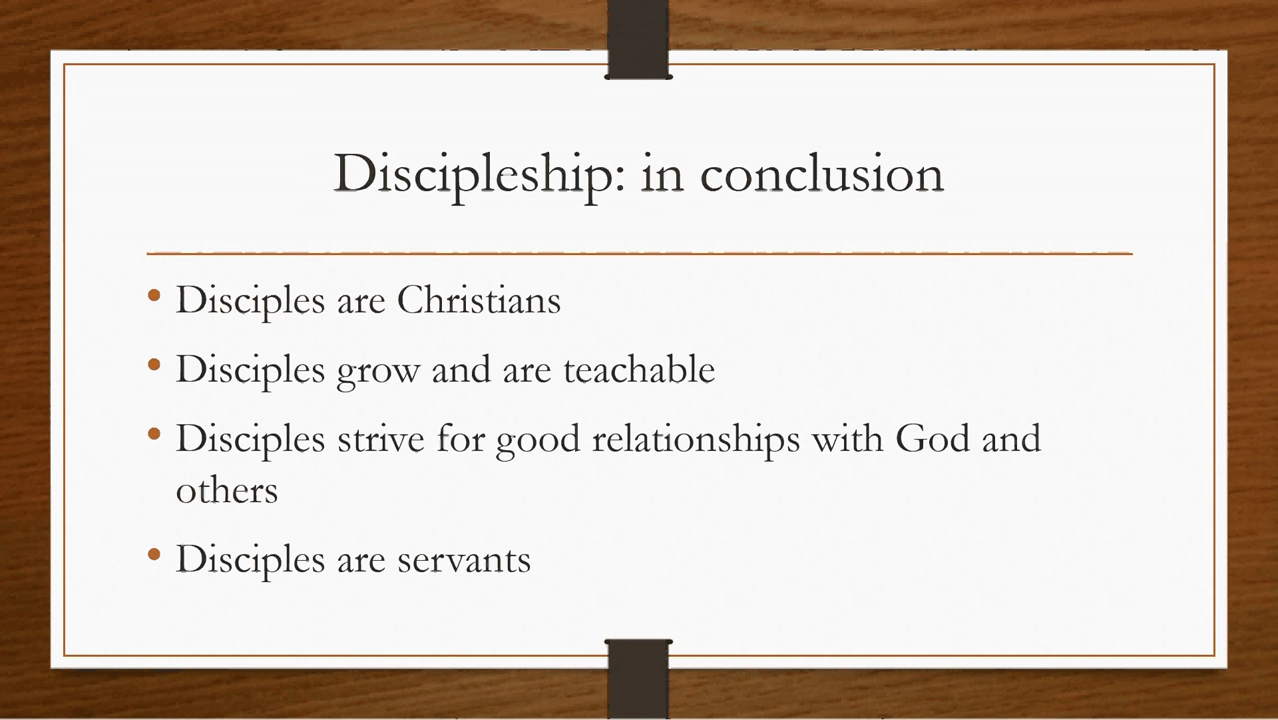 Discipleship: in conclusion
• Disciples are Christians
• Disciples grow and are teachable
• Disciples strive for good relationships with God and
others
• Disciples are servants